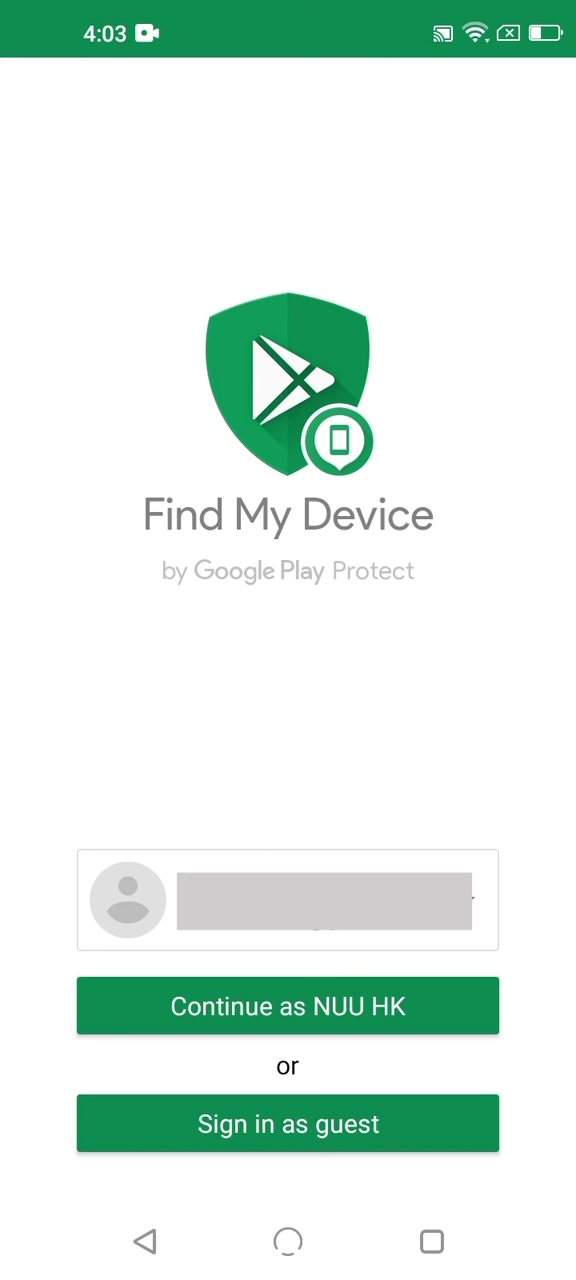 4:03
Find My Device
by Google Play Protect
Continue as NUU HK
or
Sign in as guest